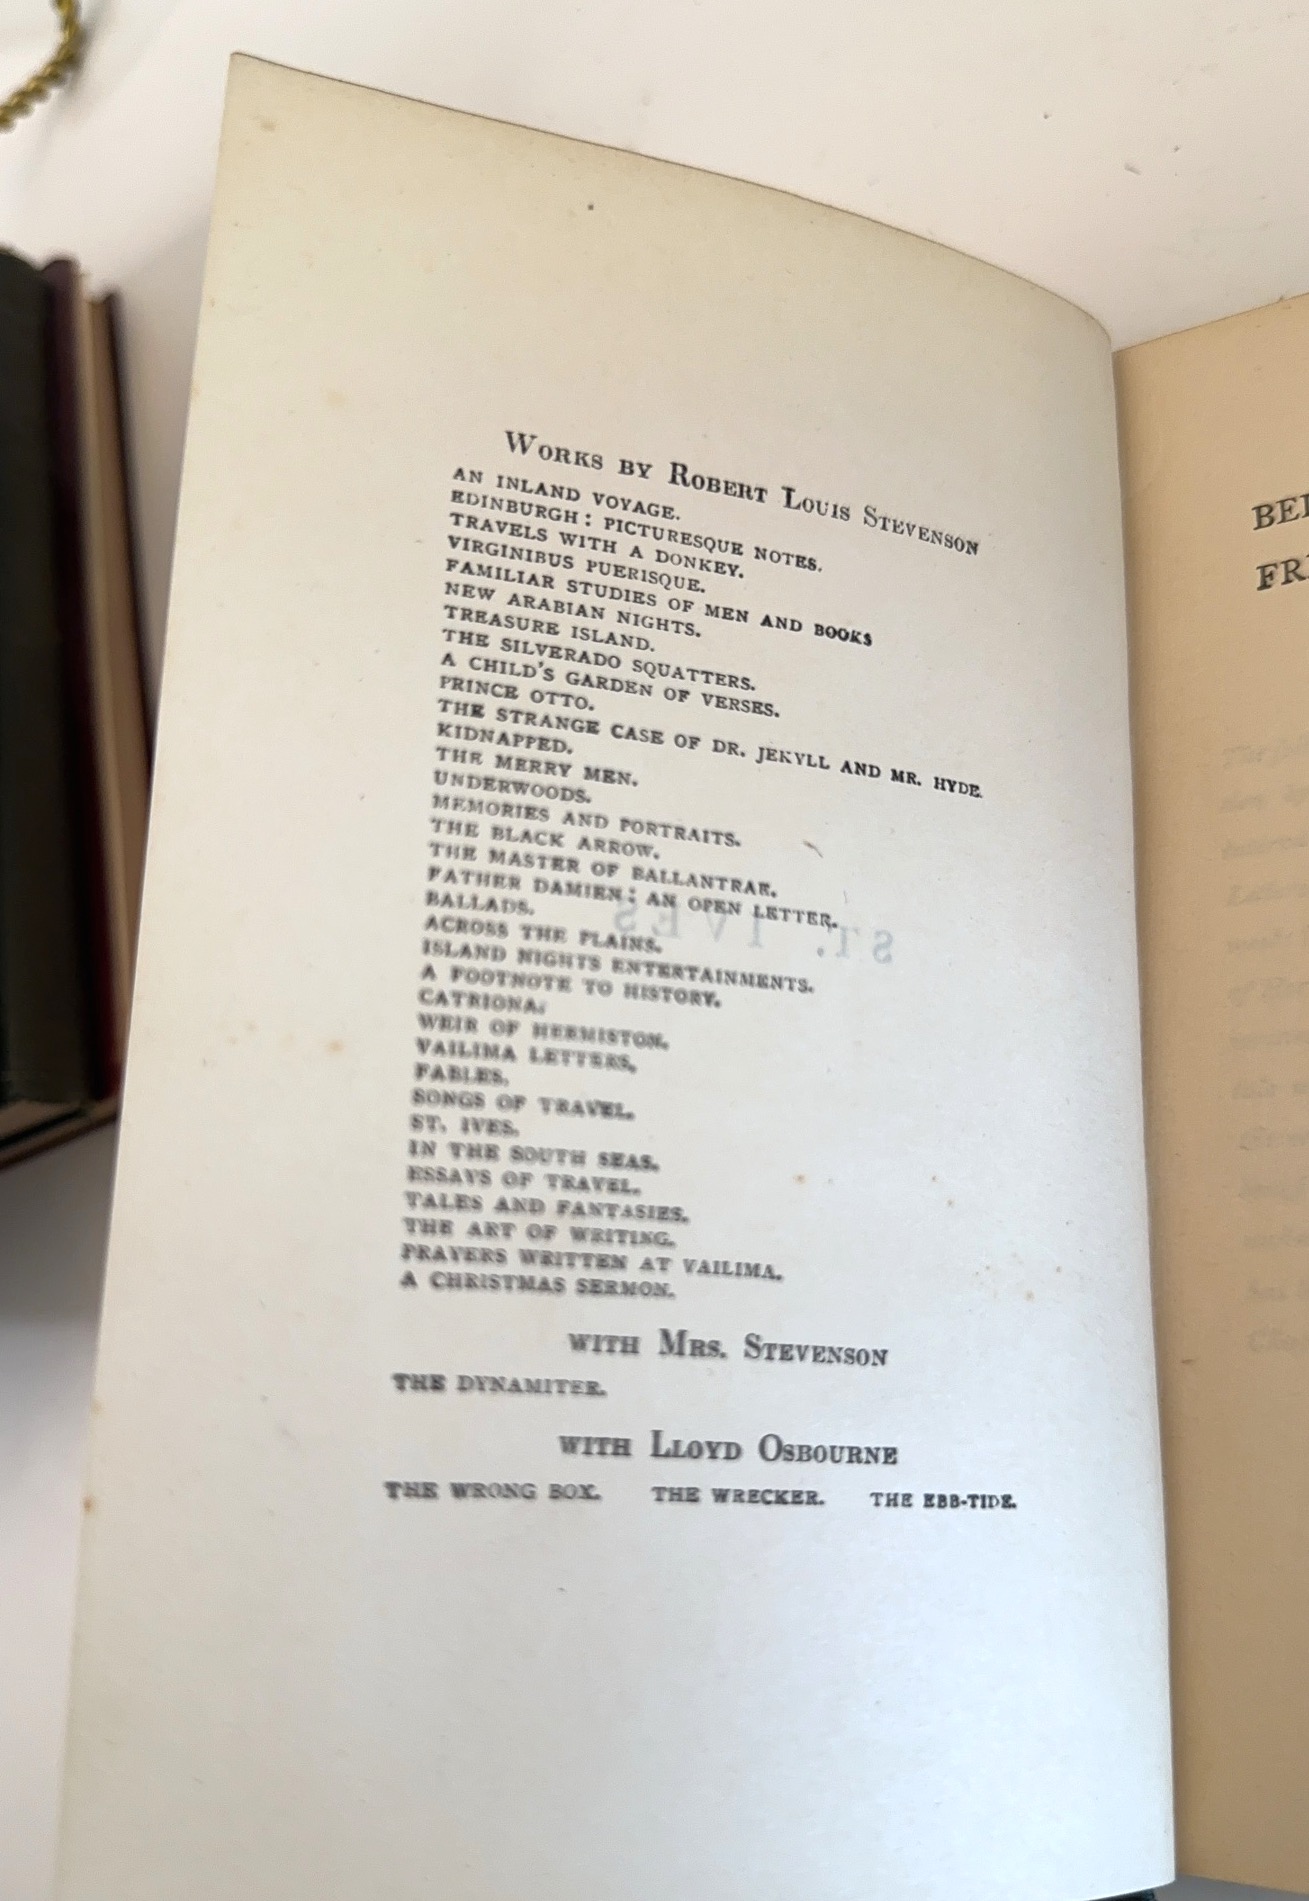 WORKS BY ROBERT LOUIS STEVENSON
AN INLAND VOYAGE.
EDINBURGH: PICTURESQUE NOTES.
TRAVELS WITH A DONKEY.
VIRGINIBUS PUERISQUE.
FAMILIAR STUDIES OF MEN AND BOOKS
NEW ARABIAN NIGHTS.
TREASURE ISLAND.
THE SILVERADO SQUATTERS.
A CHILD'S GARDEN OF VERSES.
PRINCE OTTO.
THE STRANGE CASE OF DR. JEKYLL AND MR. HYDE.
KIDNAPPED.
THE MERRY MEN.
UNDERWOODS.
MEMORIES AND PORTRAITS.
THE BLACK ARROW.
THE MASTER OF BALLANTRAE.
FATHER DAMIEN: AN OPEN LETTER.
BALLADS.
ACROSS THE PLAINS.
ISLAND NIGHTS ENTERTAINMENTS.
A FOOTNOTE TO HISTORY.
CATRIONA.
WEIR OF HERMISTON.
VAILIMA LETTERS.
FABLES.
SONGS OF TRAVEL.
ST. IVES.
IN THE SOUTH SEAS.
ESSAYS OF TRAVEL.
TALES AND FANTASIES.
THE ART OF WRITING.
PRAYERS WRITTEN AT VAILIMA.
A CHRISTMAS SERMON.
WITH MRS. STEVENSON
THE DYNAMITER.
WITH LLOYD OSBOURNE
THE WRONG BOX. THE WRECKER. THE EBB-TIDE.
ST. IVES